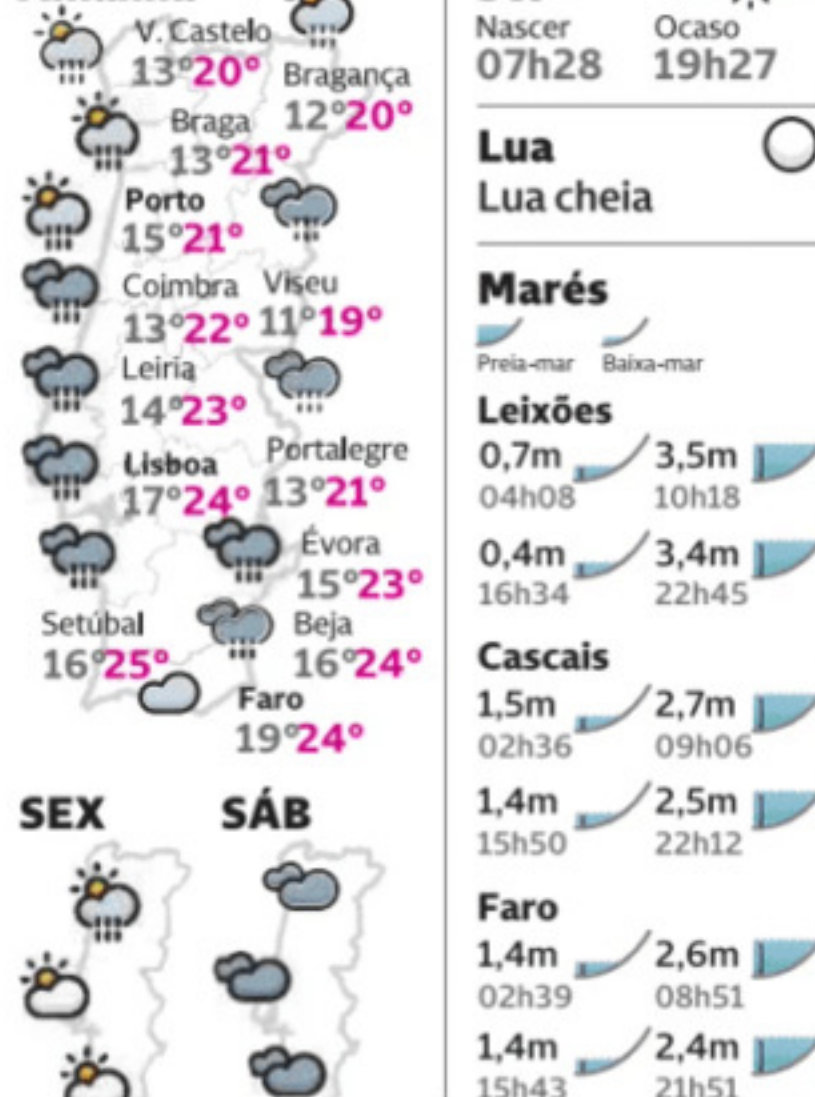 V. Castelo
13° 20°
Bragança
12° 20°
Braga
13° 21°
Porto
15° 21°
Coimbra
13° 22°
Viseu
11° 19°
Leiria
14° 23°
Lisboa
17° 24°
Portalegre
13° 21°
Évora
15° 23°
Setúbal
16° 25°
Beja
16° 24°
Faro
19° 24°
SEX SÁB
Nascer Ocaso
07h28 19h27
Lua
Lua cheia
Marés
Preia-mar Baixa-mar
Leixões
0,7m 3,5m
04h08 10h18
0,4m 3,4m
16h34 22h45
Cascais
1,5m 2,7m
02h36 09h06
1,4m 2,5m
15h50 22h12
Faro
1,4m 2,6m
02h39 08h51
1,4m 2,4m
15h43 21h51